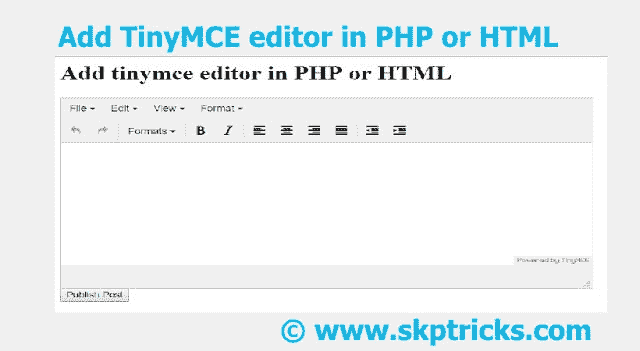 Add TinyMCE editor in PHP or HTML
Add tinymce editor in PHP or HTML
File Edit View Format
Formats B I
Powered by TinyMCE
Publish Post
© www.skptricks.com